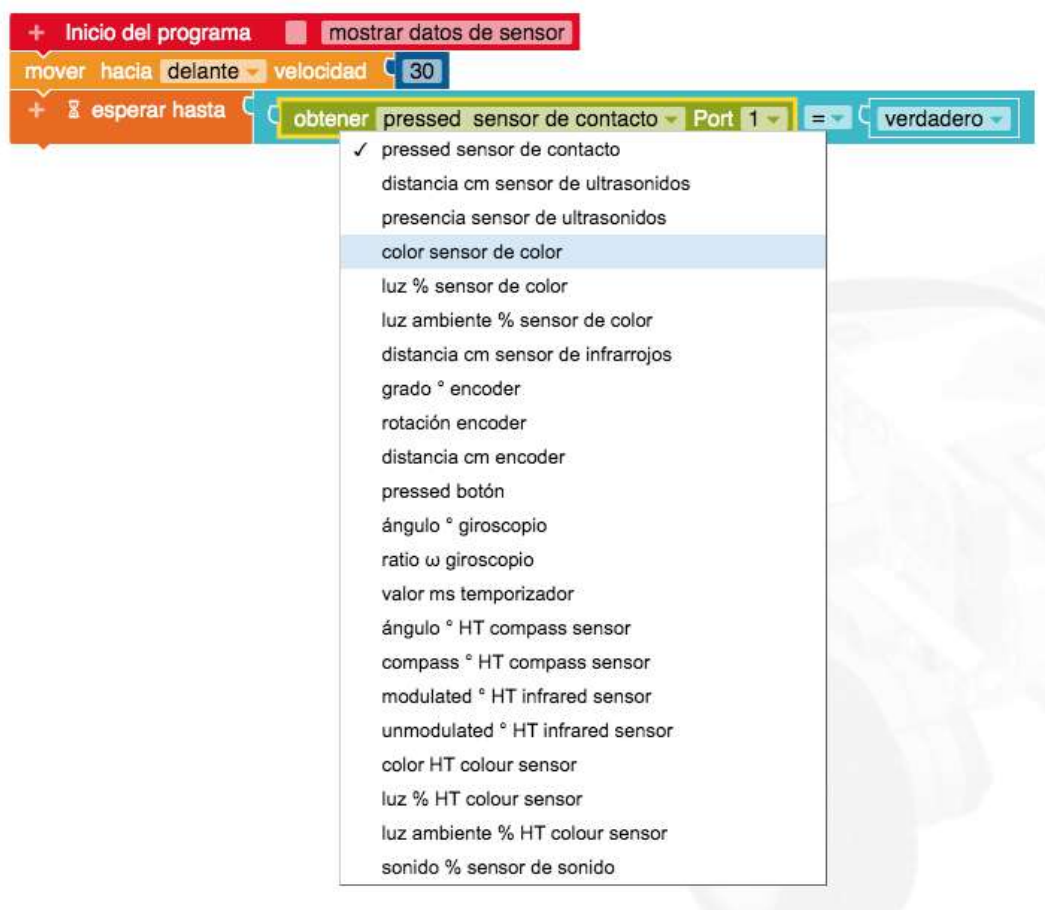 + Inicio del programa mostrar datos de sensor
mover hacia delante velocidad 30
+ esperar hasta obtener pressed sensor de contacto Port 1 = verdadero
✓ pressed sensor de contacto
distancia cm sensor de ultrasonidos
presencia sensor de ultrasonidos
color sensor de color
luz % sensor de color
luz ambiente % sensor de color
distancia cm sensor de infrarrojos
grado ° encoder
rotación encoder
distancia cm encoder
pressed botón
ángulo ° giroscopio
ratio ω giroscopio
valor ms temporizador
ángulo ° HT compass sensor
compass ° HT compass sensor
modulated ° HT infrared sensor
unmodulated ° HT infrared sensor
color HT colour sensor
luz % HT colour sensor
luz ambiente % HT colour sensor
sonido % sensor de sonido